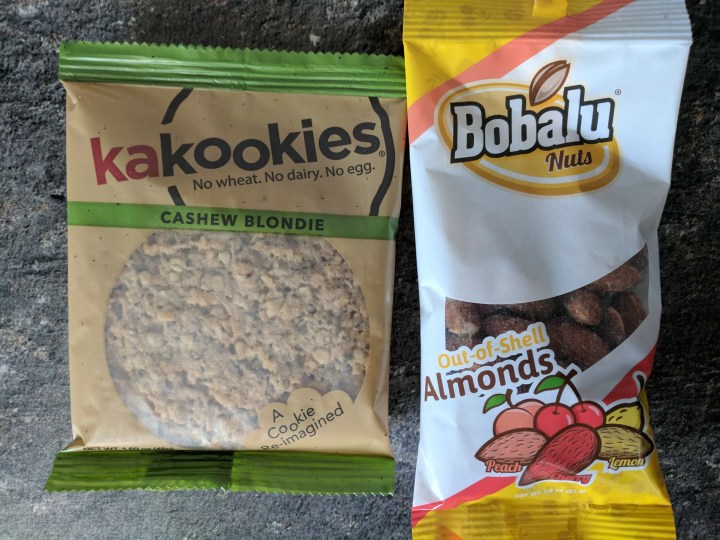 kakookies®
No wheat. No dairy. No egg.
CASHEW BLONDIE
A
Cookie
Re-imagined
Bobalu®
Nuts
Out-of-Shell
Almonds
Peach
Lemon